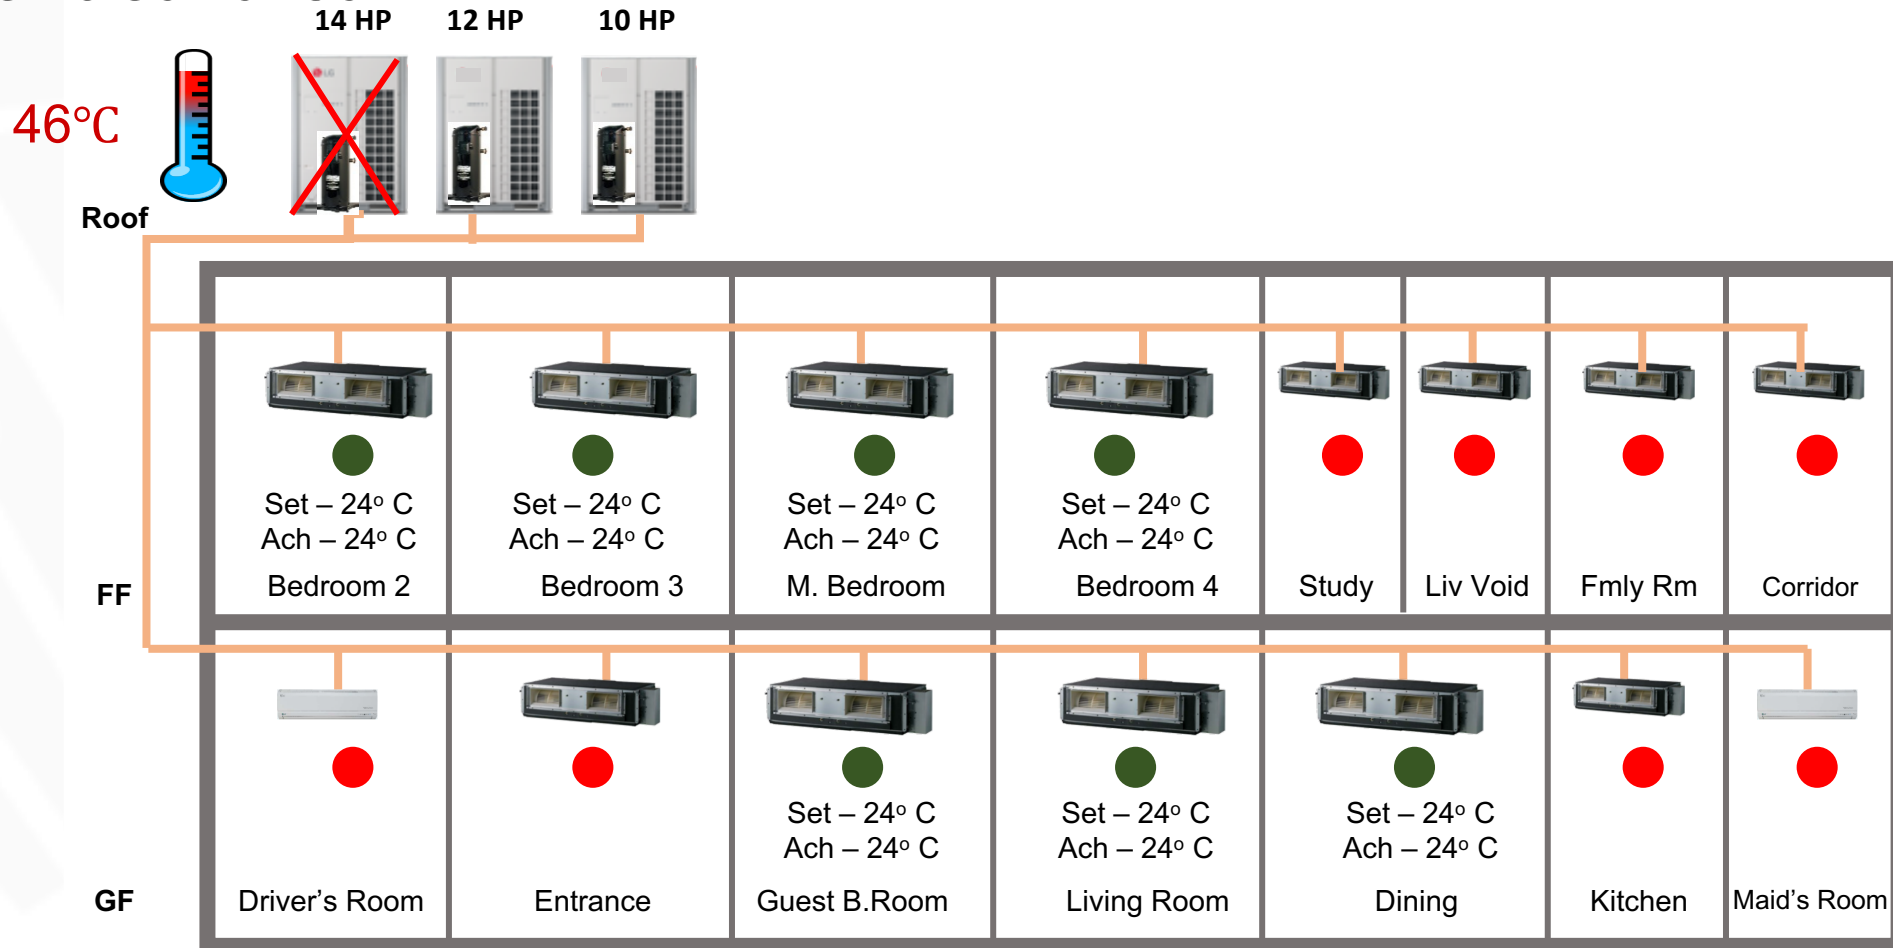 14 HP 12 HP 10 HP
LG
46°C
Roof
Set – 24° C Set – 24° C Set – 24° C Set – 24° C
Ach – 24° C Ach – 24° C Ach – 24° C Ach – 24° C
FF Bedroom 2 Bedroom 3 M. Bedroom Bedroom 4 Study Liv Void Fmly Rm Corridor
Set – 24° C Set – 24° C Set – 24° C
Ach – 24° C Ach – 24° C Ach – 24° C
GF Driver’s Room Entrance Guest B.Room Living Room Dining Kitchen Maid’s Room